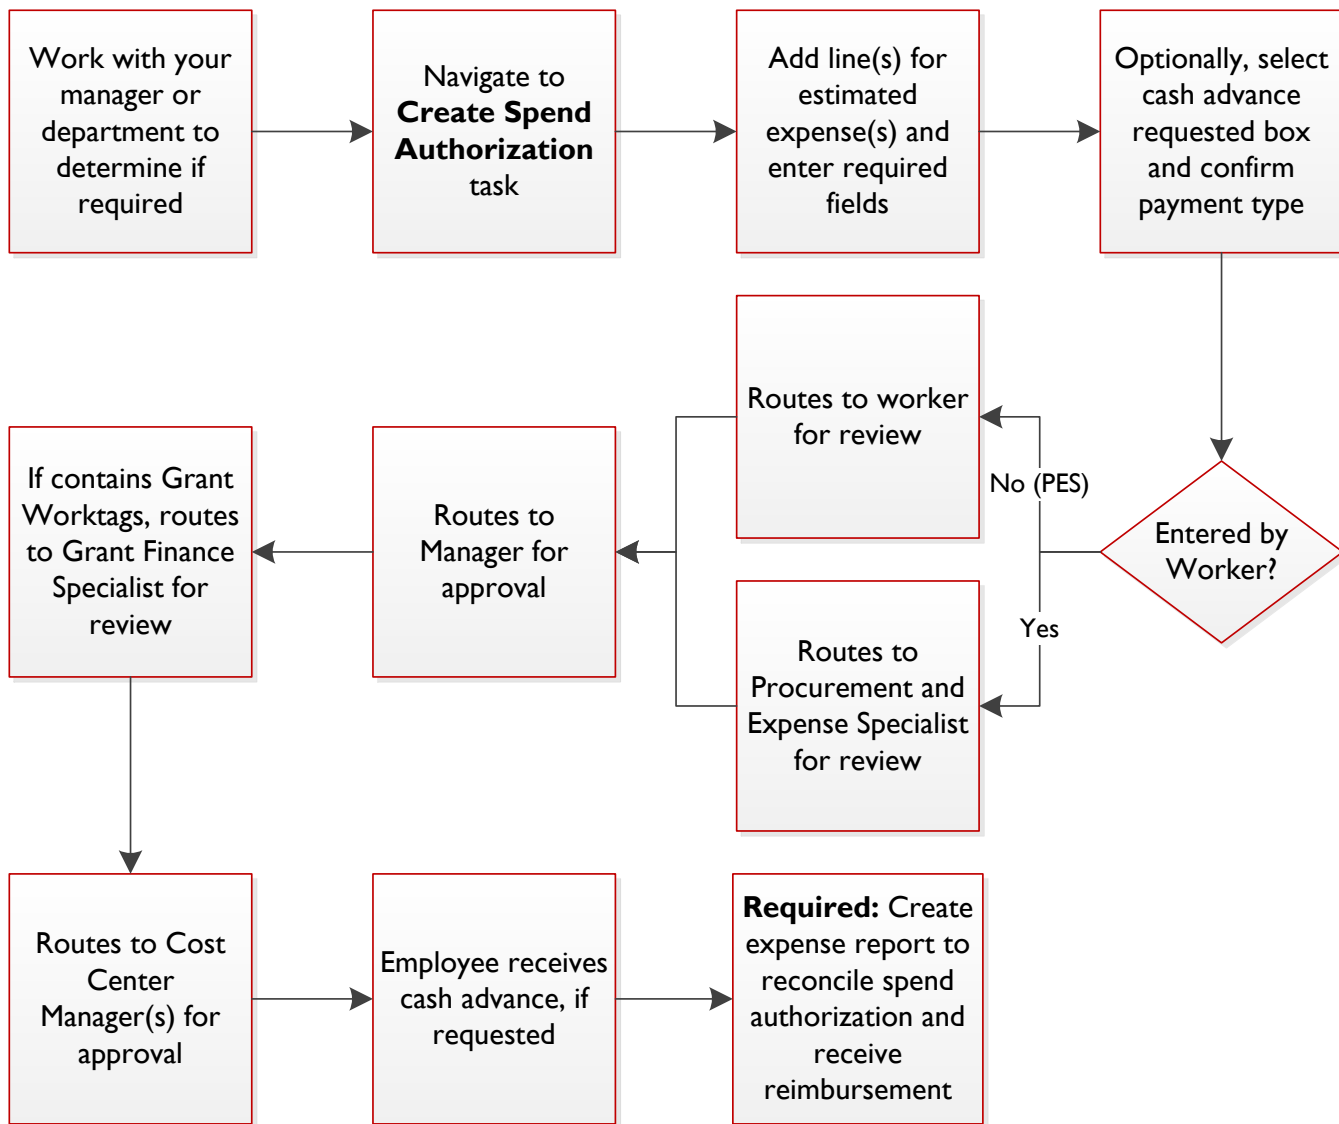 Work with your
manager or
department to
determine if
required
Navigate to
Create Spend
Authorization
task
Add line(s) for
estimated
expense(s) and
enter required
fields
Optionally, select
cash advance
requested box
and confirm
payment type
Entered by
Worker?
No (PES)
Yes
Routes to worker
for review
Routes to
Procurement and
Expense Specialist
for review
Routes to
Manager for
approval
If contains Grant
Worktags, routes
to Grant Finance
Specialist for
review
Routes to Cost
Center
Manager(s) for
approval
Employee receives
cash advance, if
requested
Required: Create
expense report to
reconcile spend
authorization and
receive
reimbursement